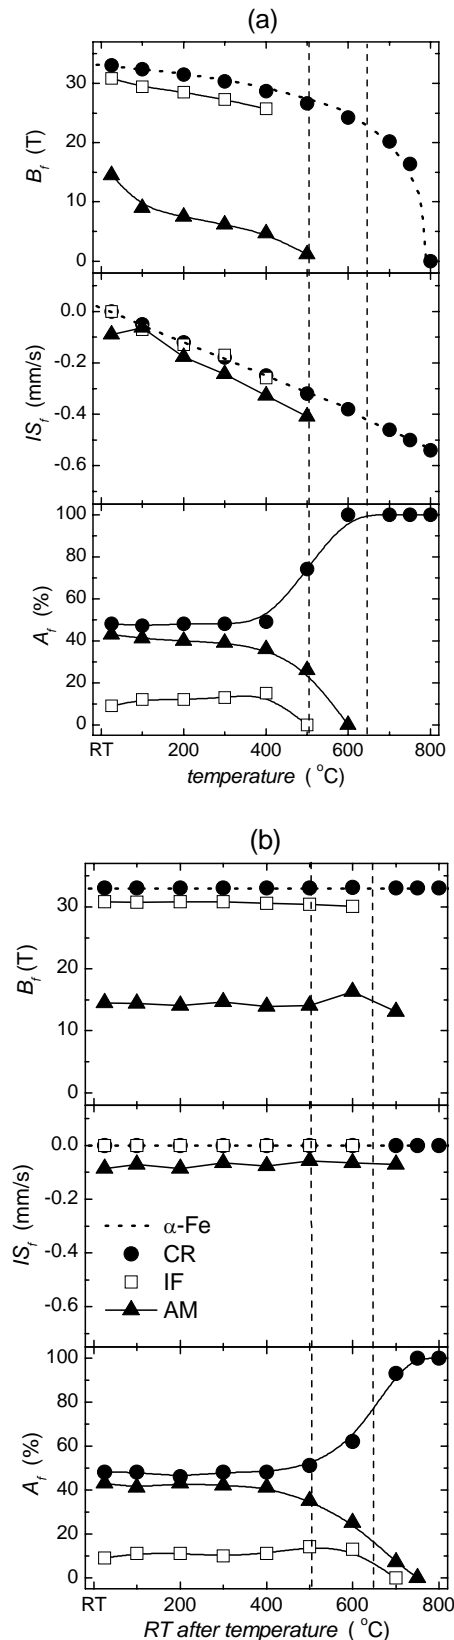 (a)
30
20
10
0
B_f (T)
0.0
-0.2
-0.4
-0.6
IS_f (mm/s)
100
80
60
40
20
0
A_f (%)
RT 200 400 600 800
temperature ( °C)
(b)
30
20
10
0
B_f (T)
0.0
-0.2
-0.4
-0.6
IS_f (mm/s)
α-Fe
CR
IF
AM
100
80
60
40
20
0
A_f (%)
RT 200 400 600 800
RT after temperature ( °C)